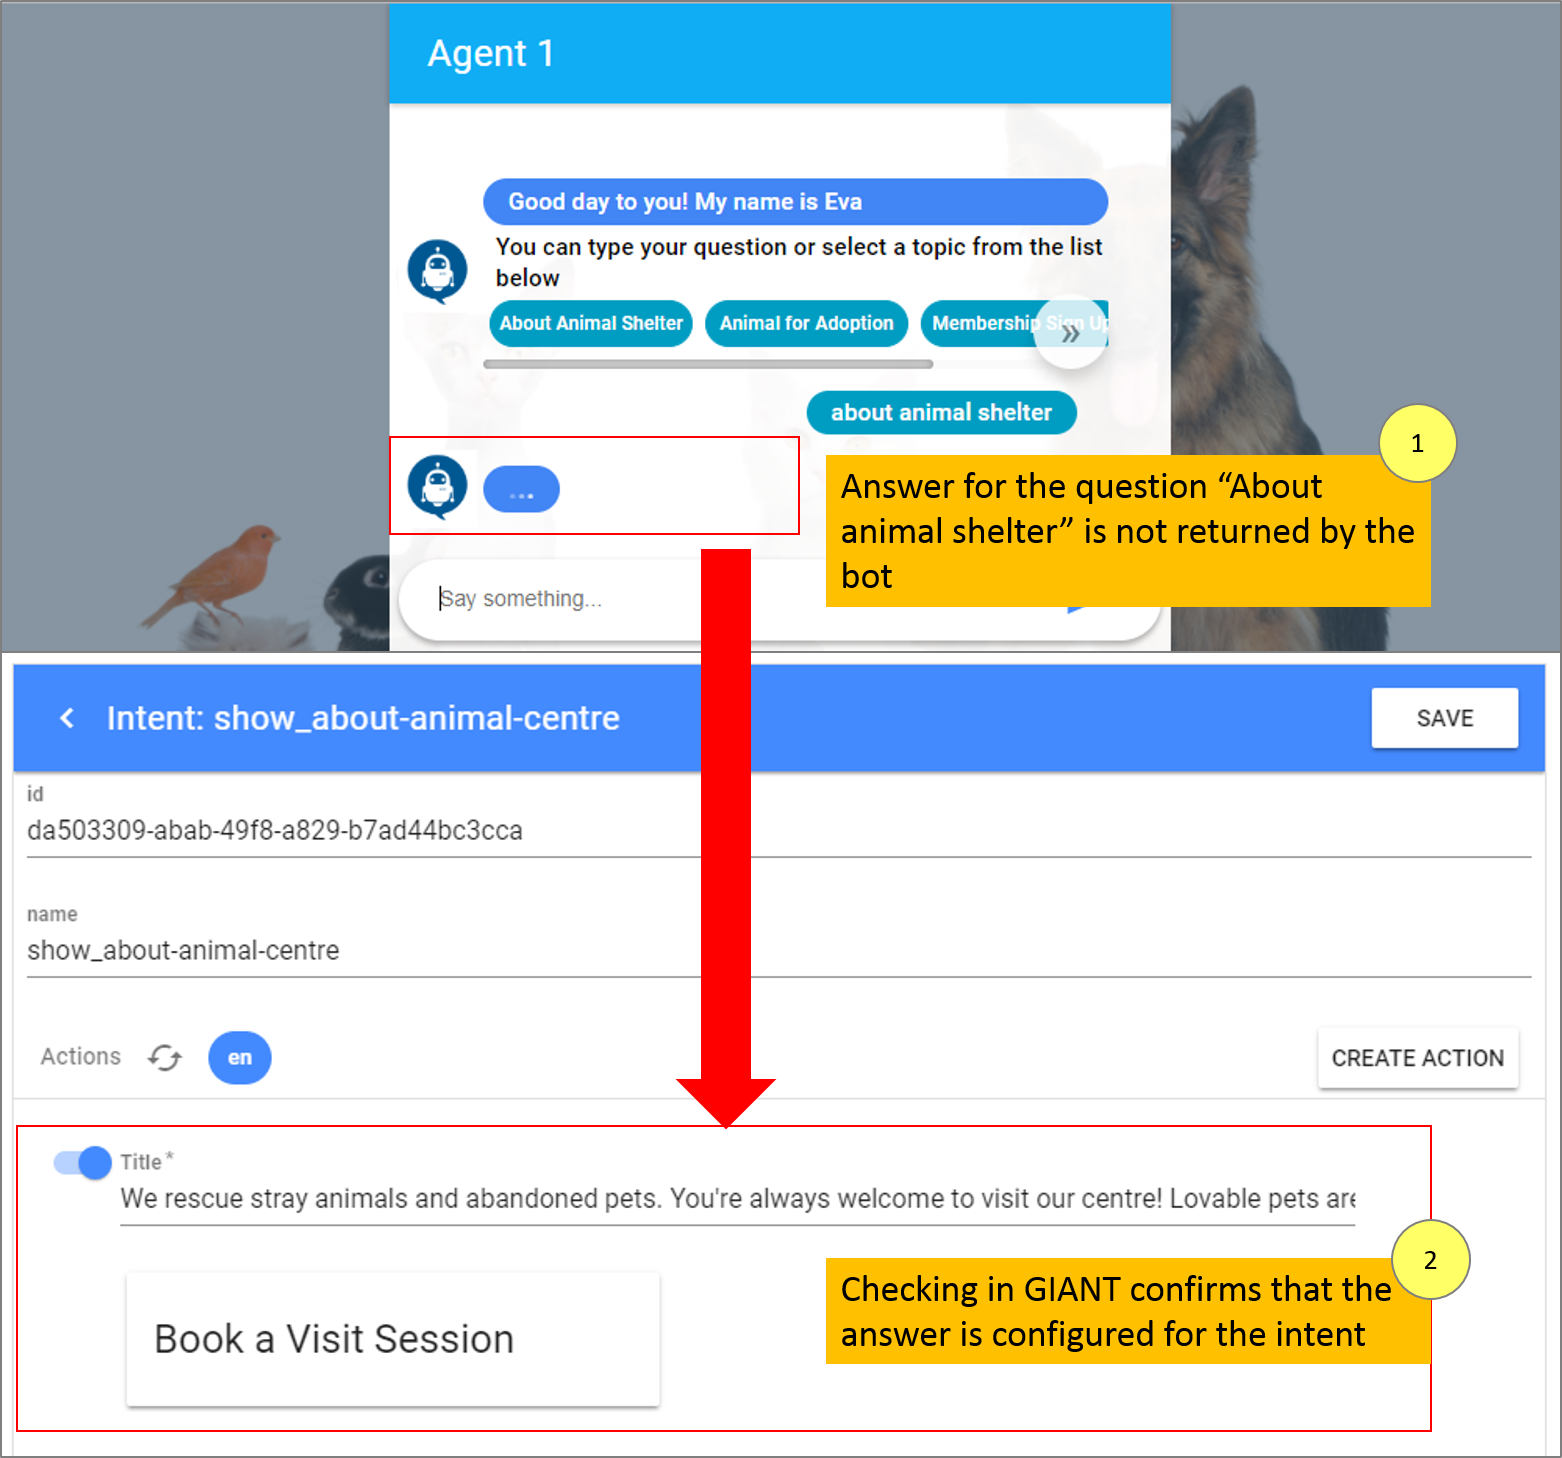 Agent 1
Good day to you! My name is Eva
You can type your question or select a topic from the list
below
About Animal Shelter
Animal for Adoption
Membership Sign Up
about animal shelter
...
1
Answer for the question “About
animal shelter” is not returned by the
bot
Say something...
Intent: show_about-animal-centre
SAVE
id
da503309-abab-49f8-a829-b7ad44bc3cca
name
show_about-animal-centre
Actions
en
CREATE ACTION
Title*
We rescue stray animals and abandoned pets. You're always welcome to visit our centre! Lovable pets are
2
Checking in GIANT confirms that the
answer is configured for the intent
Book a Visit Session